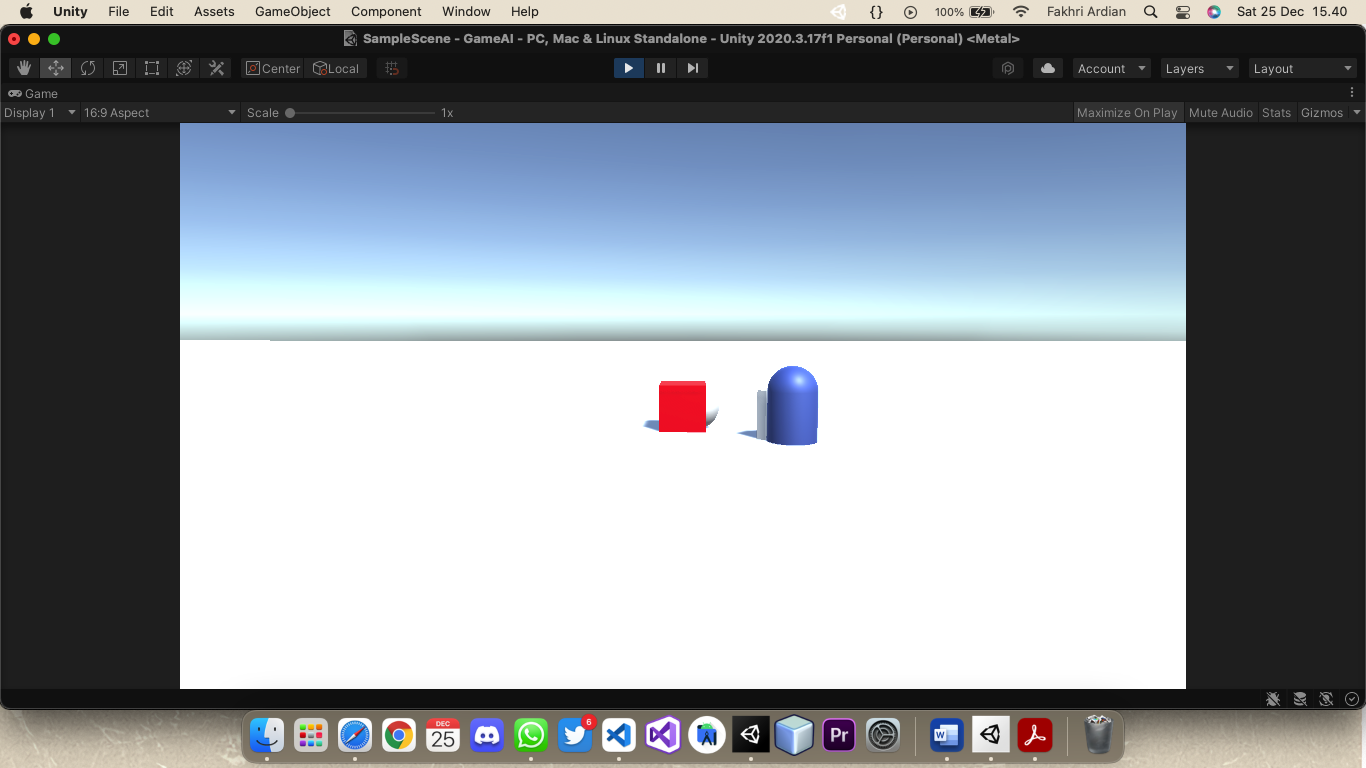 Unity File Edit Assets GameObject Component Window Help {} 100% Fakhri Ardian Sat 25 Dec 15.40
SampleScene - GameAI - PC, Mac & Linux Standalone - Unity 2020.3.17f1 Personal (Personal) <Metal>
Center Local Account Layers Layout
Game
Display 1 16:9 Aspect Scale 1x Maximize On Play Mute Audio Stats Gizmos
DEC 6
25 W Pr